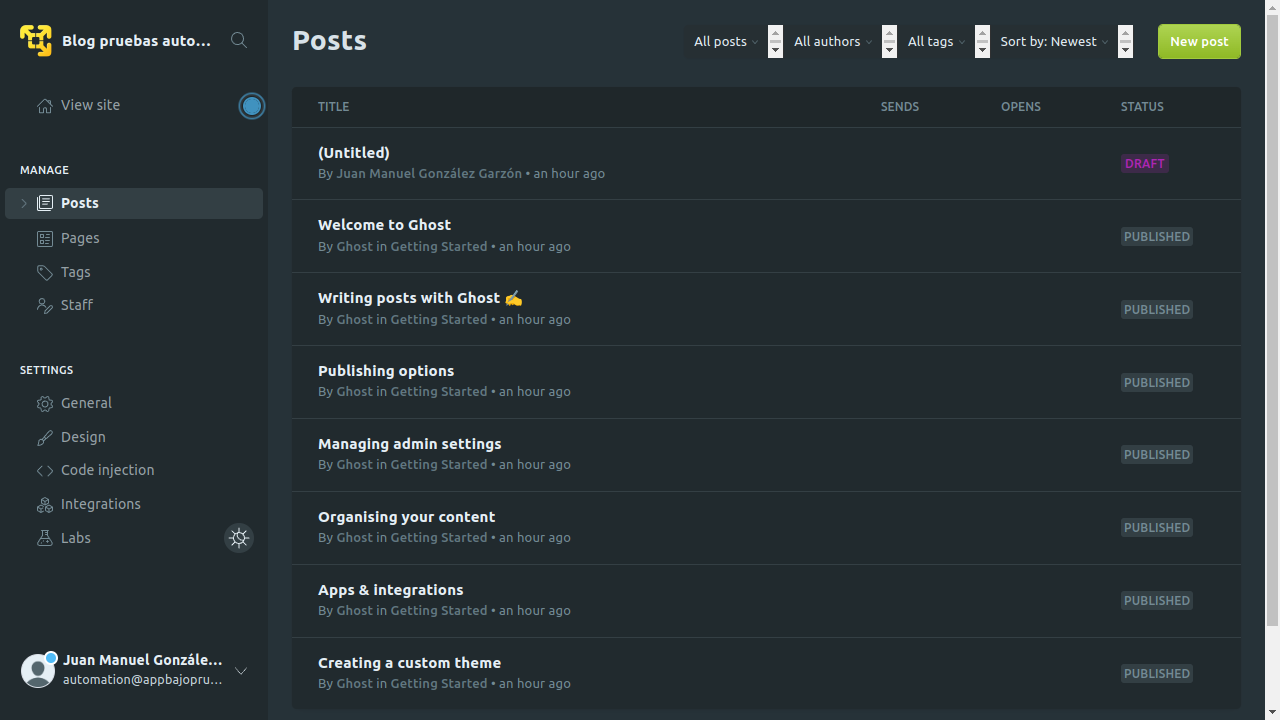 Blog pruebas auto...
View site
MANAGE
Posts
Pages
Tags
Staff
SETTINGS
General
Design
Code injection
Integrations
Labs
Juan Manuel Gonzále...
automation@appbajopru...
Posts
All posts
All authors
All tags
Sort by: Newest
New post
TITLE SENDS OPENS STATUS
(Untitled)
By Juan Manuel González Garzón • an hour ago
DRAFT
Welcome to Ghost
By Ghost in Getting Started • an hour ago
PUBLISHED
Writing posts with Ghost ✍️
By Ghost in Getting Started • an hour ago
PUBLISHED
Publishing options
By Ghost in Getting Started • an hour ago
PUBLISHED
Managing admin settings
By Ghost in Getting Started • an hour ago
PUBLISHED
Organising your content
By Ghost in Getting Started • an hour ago
PUBLISHED
Apps & integrations
By Ghost in Getting Started • an hour ago
PUBLISHED
Creating a custom theme
By Ghost in Getting Started • an hour ago
PUBLISHED